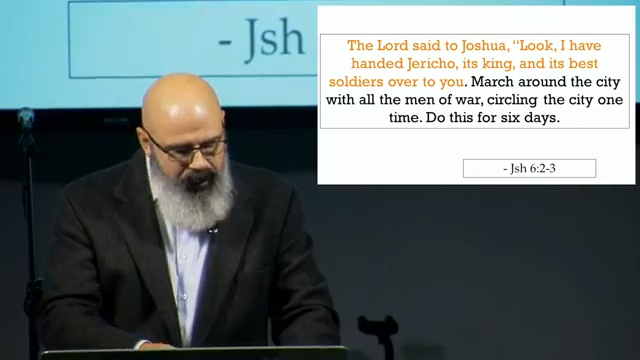 - Jsh
The Lord said to Joshua, “Look, I have
handed Jericho, its king, and its best
soldiers over to you. March around the city
with all the men of war, circling the city one
time. Do this for six days.
- Jsh 6:2-3